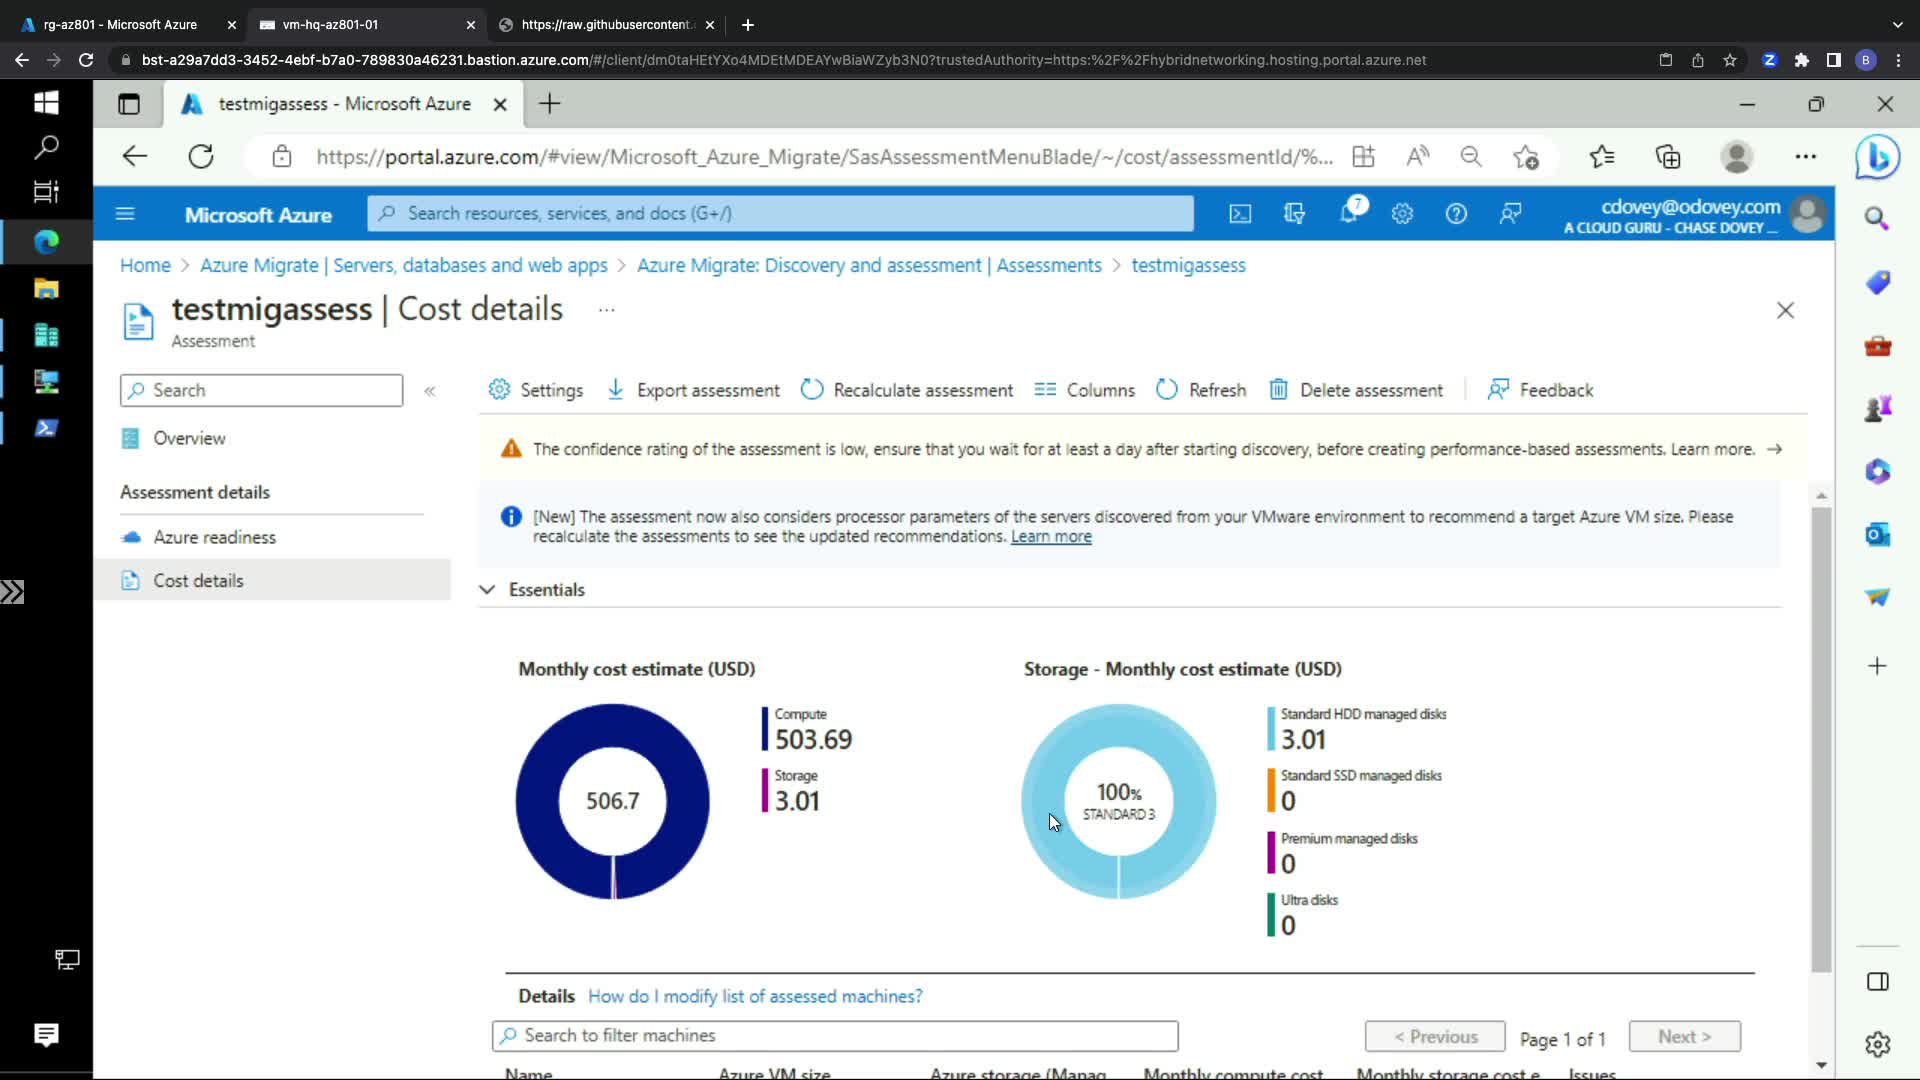 rg-az801 - Microsoft Azure
vm-hq-az801-01
https://raw.githubusercontent.
bst-a29a7dd3-3452-4ebf-b7a0-789830a46231.bastion.azure.com/#/client/dm0taHEtYXo4MDEtMDEAYwBiaWZyb3N0?trustedAuthority=https:%2F%2Fhybridnetworking.hosting.portal.azure.net
Z
B
testmigassess - Microsoft Azure
https://portal.azure.com/#view/Microsoft_Azure_Migrate/SasAssessmentMenuBlade/~/cost/assessmentId/%...
Microsoft Azure
Search resources, services, and docs (G+/)
7
cdovey@odovey.com
A CLOUD GURU - CHASE DOVEY ...
Home > Azure Migrate | Servers, databases and web apps > Azure Migrate: Discovery and assessment | Assessments > testmigassess
testmigassess | Cost details ...
Assessment
Search
Settings
Export assessment
Recalculate assessment
Columns
Refresh
Delete assessment
Feedback
Overview
Assessment details
Azure readiness
Cost details
The confidence rating of the assessment is low, ensure that you wait for at least a day after starting discovery, before creating performance-based assessments. Learn more. →
[New] The assessment now also considers processor parameters of the servers discovered from your VMware environment to recommend a target Azure VM size. Please
recalculate the assessments to see the updated recommendations. Learn more
Essentials
Monthly cost estimate (USD)
506.7
Compute
503.69
Storage
3.01
Storage - Monthly cost estimate (USD)
100%
STANDARD 3
Standard HDD managed disks
3.01
Standard SSD managed disks
0
Premium managed disks
0
Ultra disks
0
Details How do I modify list of assessed machines?
Search to filter machines
< Previous
Page 1 of 1
Next >
Name
Azure VM size
Azure storage (Manag
Monthly compute cost
Monthly storage cost e
Issues